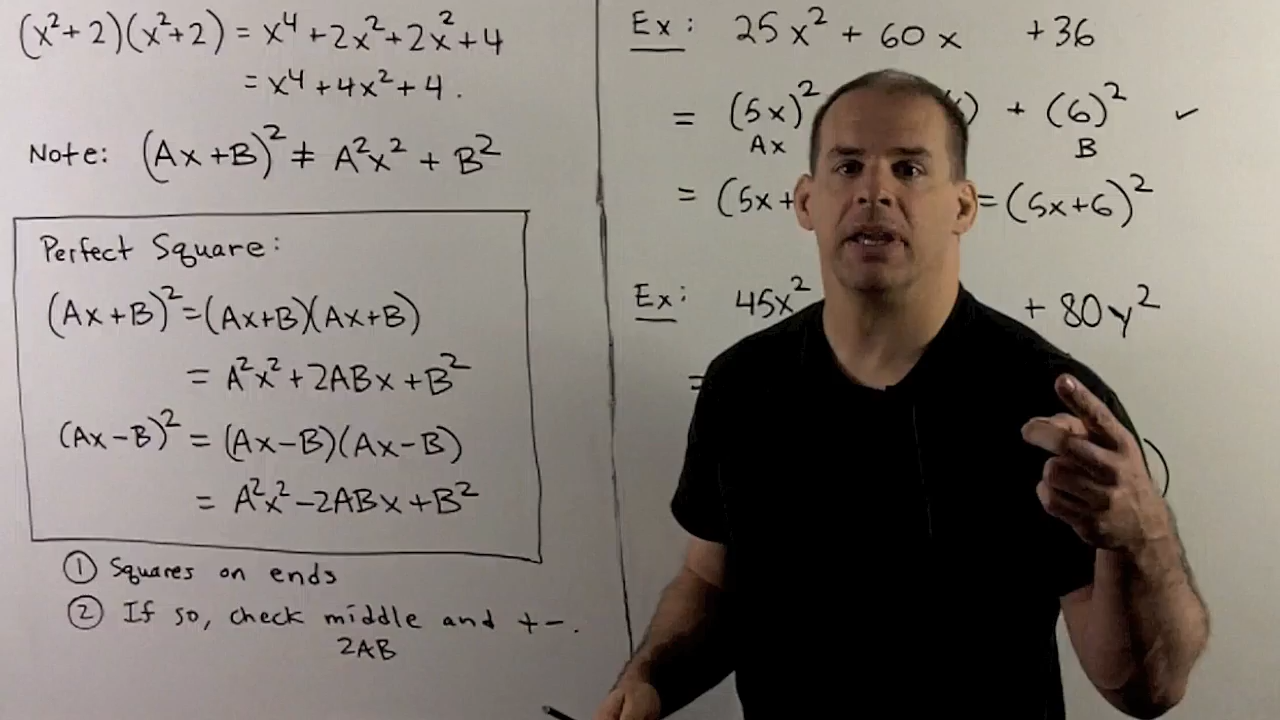 (x²+2)(x²+2) = x⁴+2x²+2x²+4
= x⁴+4x²+4.
Note: (Ax+B)² ≠ A²x² + B²
Perfect Square:
(Ax+B)²=(Ax+B)(Ax+B)
= A²x²+2ABx+B²
(Ax-B)² = (Ax-B)(Ax-B)
= A²x²-2ABx+B²
① Squares on ends
② If so, check middle and +-.
2AB
Ex: 25x² + 60x +36
= (5x)² ) + (6)² ✓
Ax B
= (5x+ =(5x+6)²
Ex: 45x² + 80y²
=
)